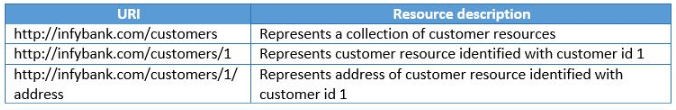 URI Resource description
http://infybank.com/customers Represents a collection of customer resources
http://infybank.com/customers/1 Represents customer resource identified with customer id 1
http://infybank.com/customers/1/ Represents address of customer resource identified with
address customer id 1